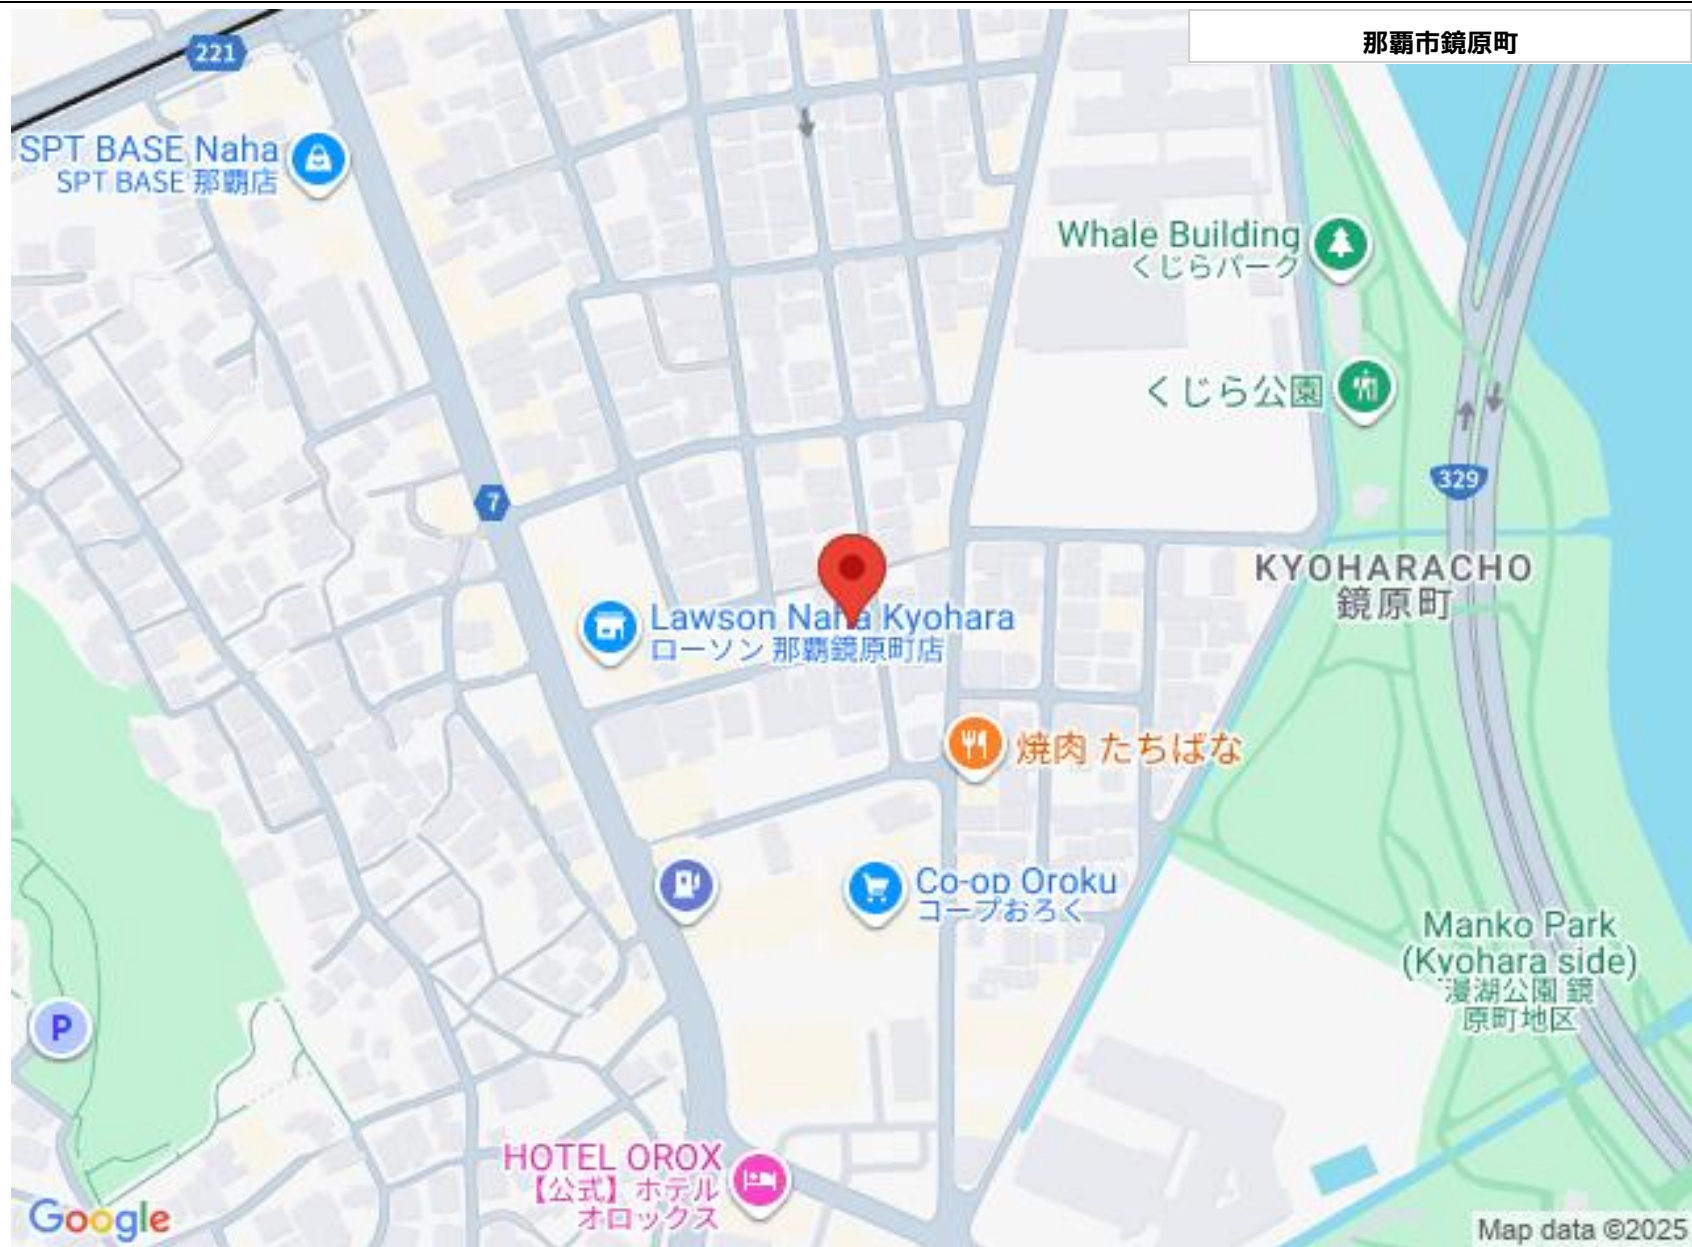 那覇市鏡原町
221
SPT BASE Naha
SPT BASE 那覇店
Whale Building
くじらパーク
くじら公園
329
7
KYOHARACHO
鏡原町
Lawson Naha Kyohara
ローソン 那覇鏡原町店
焼肉 たちばな
Co-op Oroku
コープおろく
Manko Park
(Kyohara side)
漫湖公園 鏡
原町地区
P
HOTEL OROX
【公式】ホテル
オロックス
Google
Map data ©2025